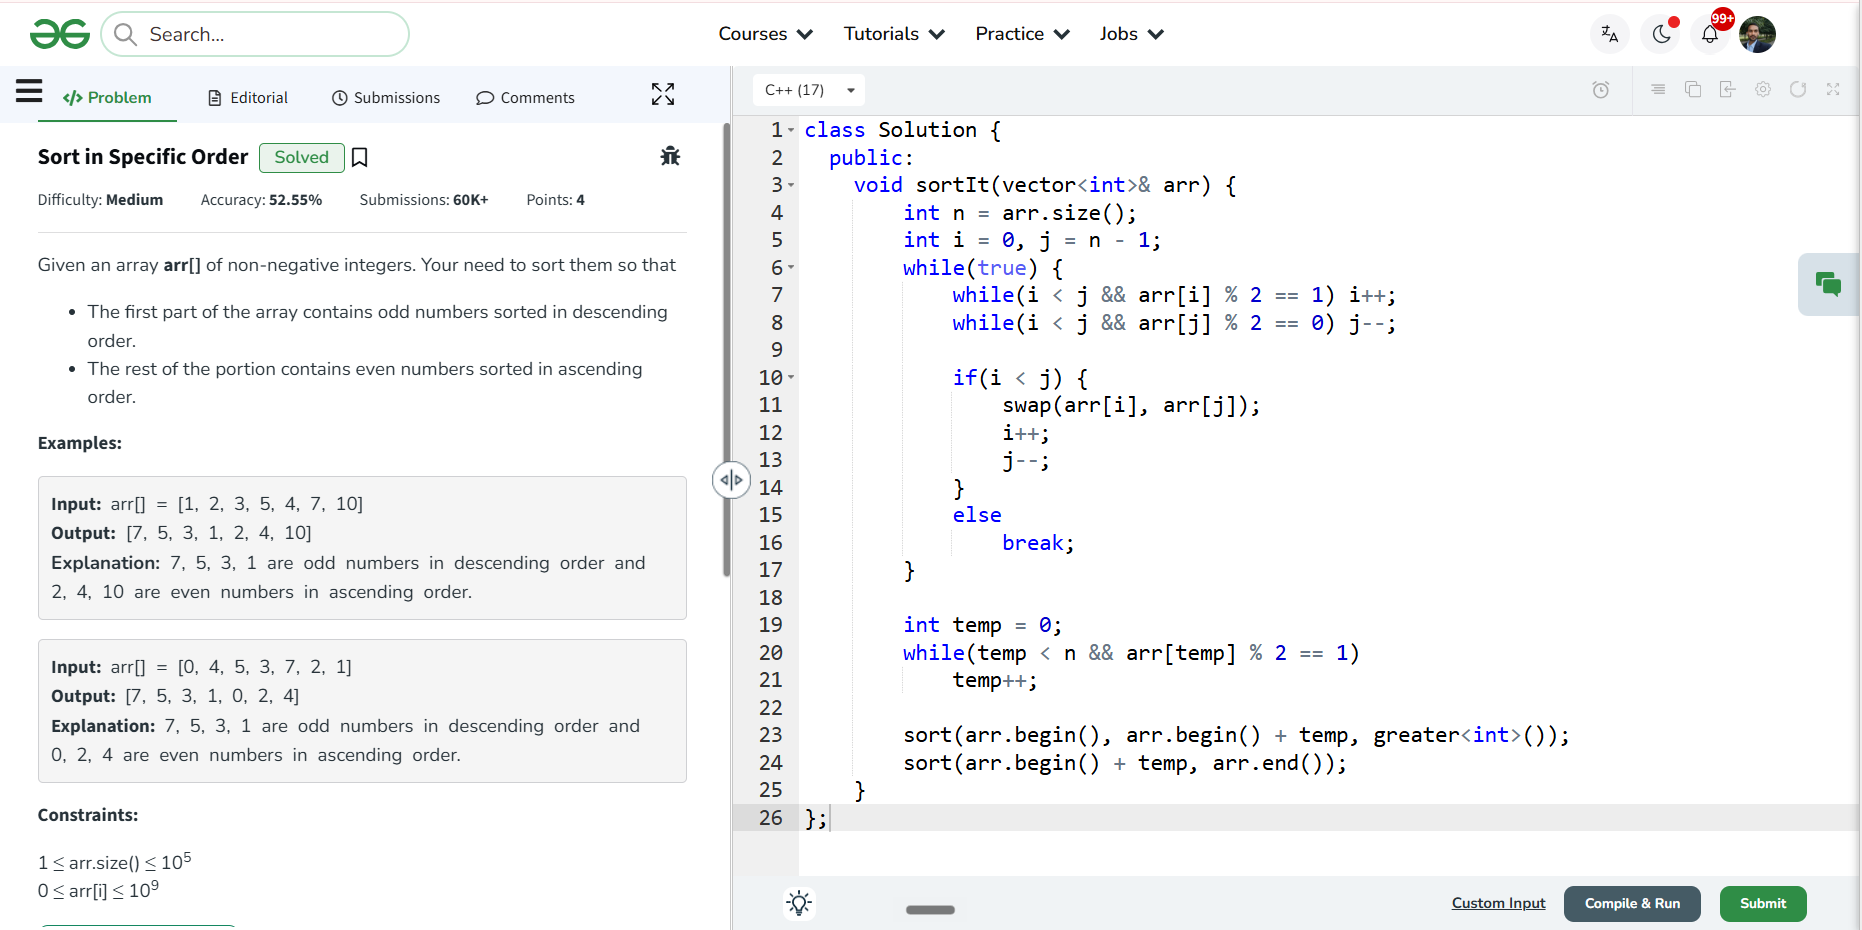 Search...
Courses
Tutorials
Practice
Jobs
99+
Problem
Editorial
Submissions
Comments
C++ (17)
Sort in Specific Order
Solved
Difficulty: Medium Accuracy: 52.55% Submissions: 60K+ Points: 4
Given an array arr[] of non-negative integers. Your need to sort them so that
• The first part of the array contains odd numbers sorted in descending
order.
• The rest of the portion contains even numbers sorted in ascending
order.
Examples:
Input: arr[] = [1, 2, 3, 5, 4, 7, 10]
Output: [7, 5, 3, 1, 2, 4, 10]
Explanation: 7, 5, 3, 1 are odd numbers in descending order and
2, 4, 10 are even numbers in ascending order.
Input: arr[] = [0, 4, 5, 3, 7, 2, 1]
Output: [7, 5, 3, 1, 0, 2, 4]
Explanation: 7, 5, 3, 1 are odd numbers in descending order and
0, 2, 4 are even numbers in ascending order.
Constraints:
1 ≤ arr.size() ≤ 10⁵
0 ≤ arr[i] ≤ 10⁹
1 class Solution {
2 public:
3 void sortIt(vector<int>& arr) {
4 int n = arr.size();
5 int i = 0, j = n - 1;
6 while(true) {
7 while(i < j && arr[i] % 2 == 1) i++;
8 while(i < j && arr[j] % 2 == 0) j--;
9
10 if(i < j) {
11 swap(arr[i], arr[j]);
12 i++;
13 j--;
14 }
15 else
16 break;
17 }
18
19 int temp = 0;
20 while(temp < n && arr[temp] % 2 == 1)
21 temp++;
22
23 sort(arr.begin(), arr.begin() + temp, greater<int>());
24 sort(arr.begin() + temp, arr.end());
25 }
26 };
Custom Input
Compile & Run
Submit